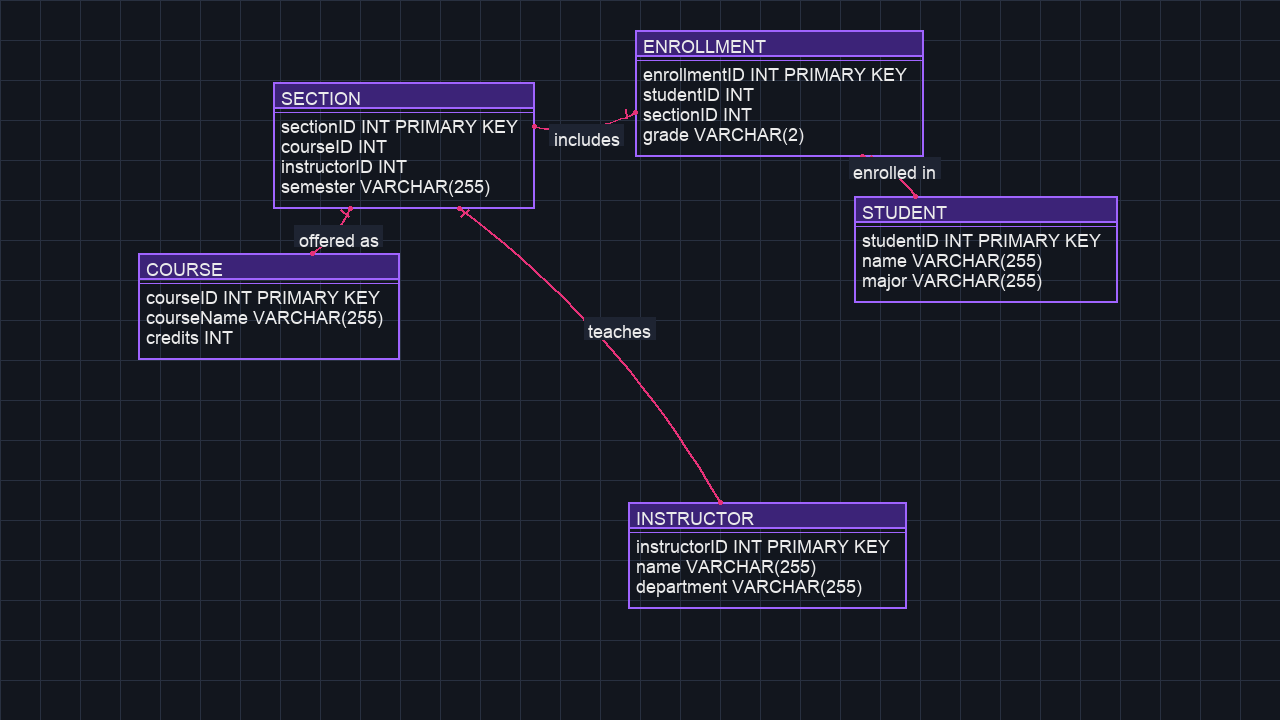 ENROLLMENT
enrollmentID INT PRIMARY KEY
studentID INT
sectionID INT
grade VARCHAR(2)
SECTION
sectionID INT PRIMARY KEY
courseID INT
instructorID INT
semester VARCHAR(255)
includes
enrolled in
STUDENT
studentID INT PRIMARY KEY
name VARCHAR(255)
major VARCHAR(255)
offered as
COURSE
courseID INT PRIMARY KEY
courseName VARCHAR(255)
credits INT
teaches
INSTRUCTOR
instructorID INT PRIMARY KEY
name VARCHAR(255)
department VARCHAR(255)